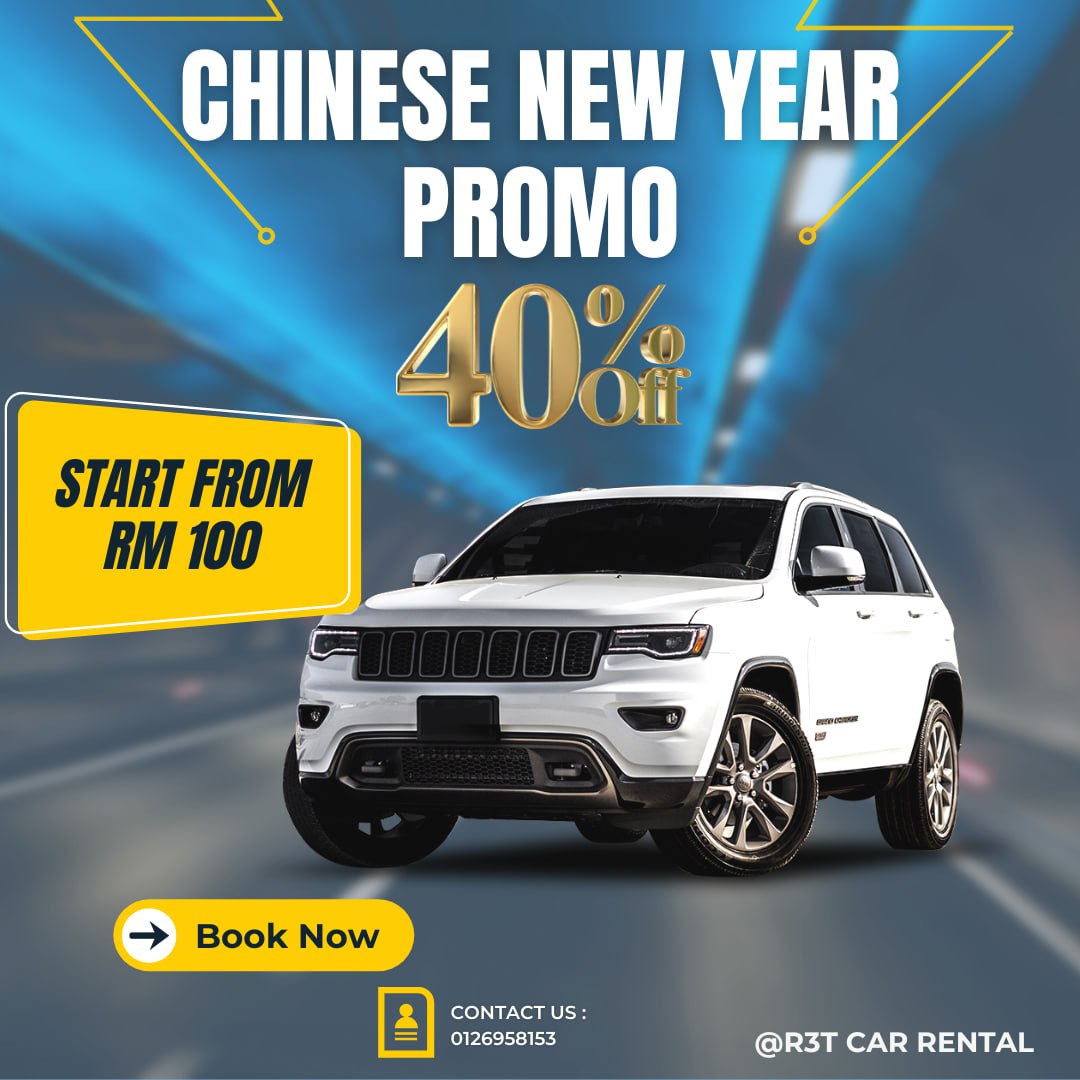 CHINESE NEW YEAR
PROMO
40%
Off
START FROM
RM 100
Book Now
CONTACT US :
0126958153
@R3T CAR RENTAL